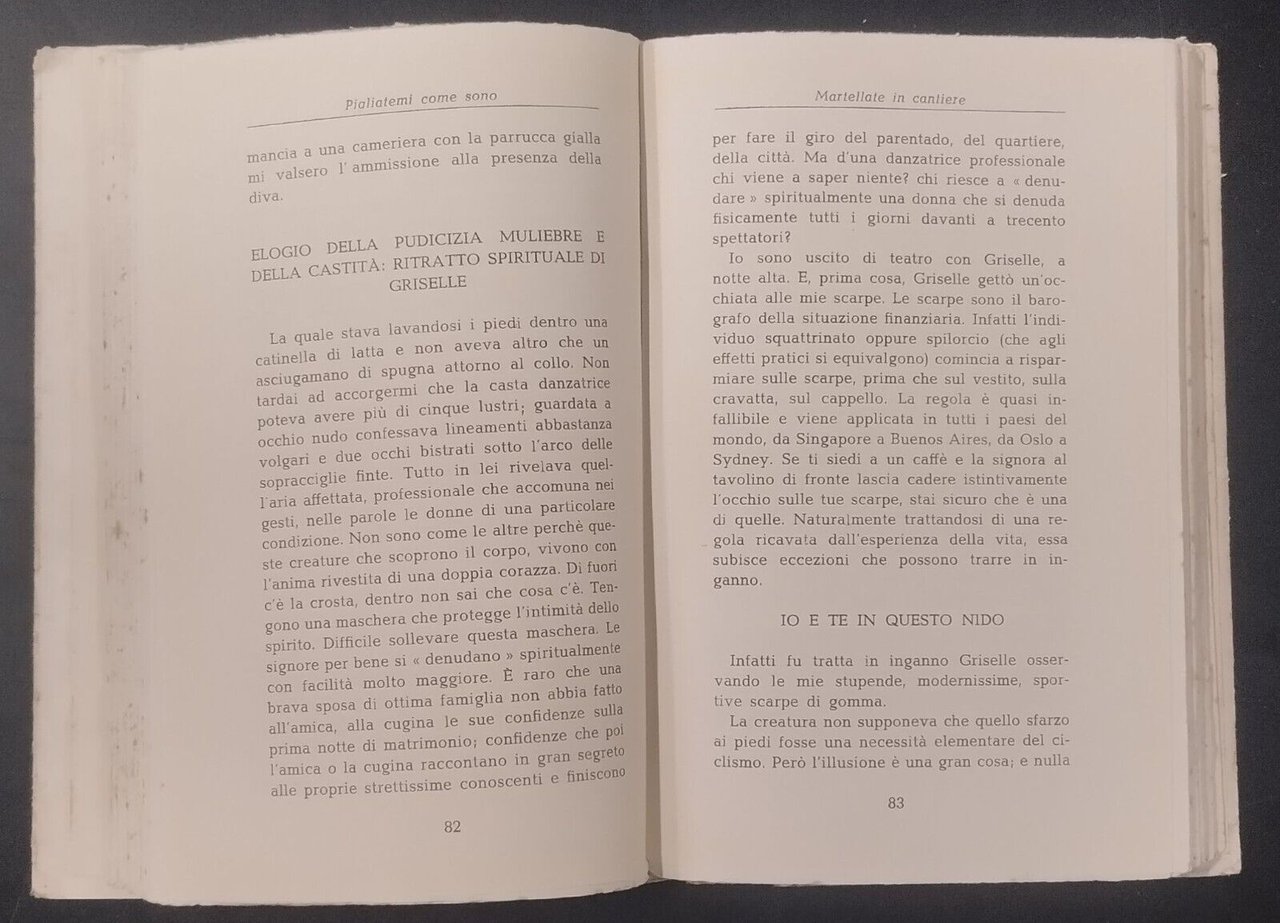 Pigliatemi come sono
mancia a una cameriera con la parrucca gialla
mi valsero l'ammissione alla presenza della
diva.
ELOGIO DELLA PUDICIZIA MULIEBRE E
DELLA CASTITÀ: RITRATTO SPIRITUALE DI
GRISELLE
La quale stava lavandosi i piedi dentro una
catinella di latta e non aveva altro che un
asciugamano di spugna attorno al collo. Non
tardai ad accorgermi che la casta danzatrice
poteva avere più di cinque lustri; guardata a
occhio nudo confessava lineamenti abbastanza
volgari e due occhi bistrati sotto l'arco delle
sopracciglie finte. Tutto in lei rivelava quel-
l'aria affettata, professionale che accomuna nei
gesti, nelle parole le donne di una particolare
condizione. Non sono come le altre perchè que-
ste creature che scoprono il corpo, vivono con
l'anima rivestita di una doppia corazza. Di fuori
c'è la crosta, dentro non sai che cosa c'è. Ten-
gono una maschera che protegge l'intimità dello
spirito. Difficile sollevare questa maschera. Le
signore per bene si « denudano » spiritualmente
con facilità molto maggiore. È raro che una
brava sposa di ottima famiglia non abbia fatto
all'amica, alla cugina le sue confidenze sulla
prima notte di matrimonio; confidenze che poi
l'amica o la cugina raccontano in gran segreto
alle proprie strettissime conoscenti e finiscono
82
Martellate in cantiere
per fare il giro del parentado, del quartiere,
della città. Ma d'una danzatrice professionale
chi viene a saper niente? chi riesce a « denu-
dare » spiritualmente una donna che si denuda
fisicamente tutti i giorni davanti a trecento
spettatori?
Io sono uscito di teatro con Griselle, a
notte alta. E, prima cosa, Griselle gettò un'oc-
chiata alle mie scarpe. Le scarpe sono il baro-
grafo della situazione finanziaria. Infatti l'indi-
viduo squattrinato oppure spilorcio (che agli
effetti pratici si equivalgono) comincia a rispar-
miare sulle scarpe, prima che sul vestito, sulla
cravatta, sul cappello. La regola è quasi in-
fallibile e viene applicata in tutti i paesi del
mondo, da Singapore a Buenos Aires, da Oslo a
Sydney. Se ti siedi a un caffè e la signora al
tavolino di fronte lascia cadere istintivamente
l'occhio sulle tue scarpe, stai sicuro che è una
di quelle. Naturalmente trattandosi di una re-
gola ricavata dall'esperienza della vita, essa
subisce eccezioni che possono trarre in in-
ganno.
IO E TE IN QUESTO NIDO
Infatti fu tratta in inganno Griselle osser-
vando le mie stupende, modernissime, spor-
tive scarpe di gomma.
La creatura non supponeva che quello sfarzo
ai piedi fosse una necessità elementare del ci-
clismo. Però l'illusione è una gran cosa; e nulla
83